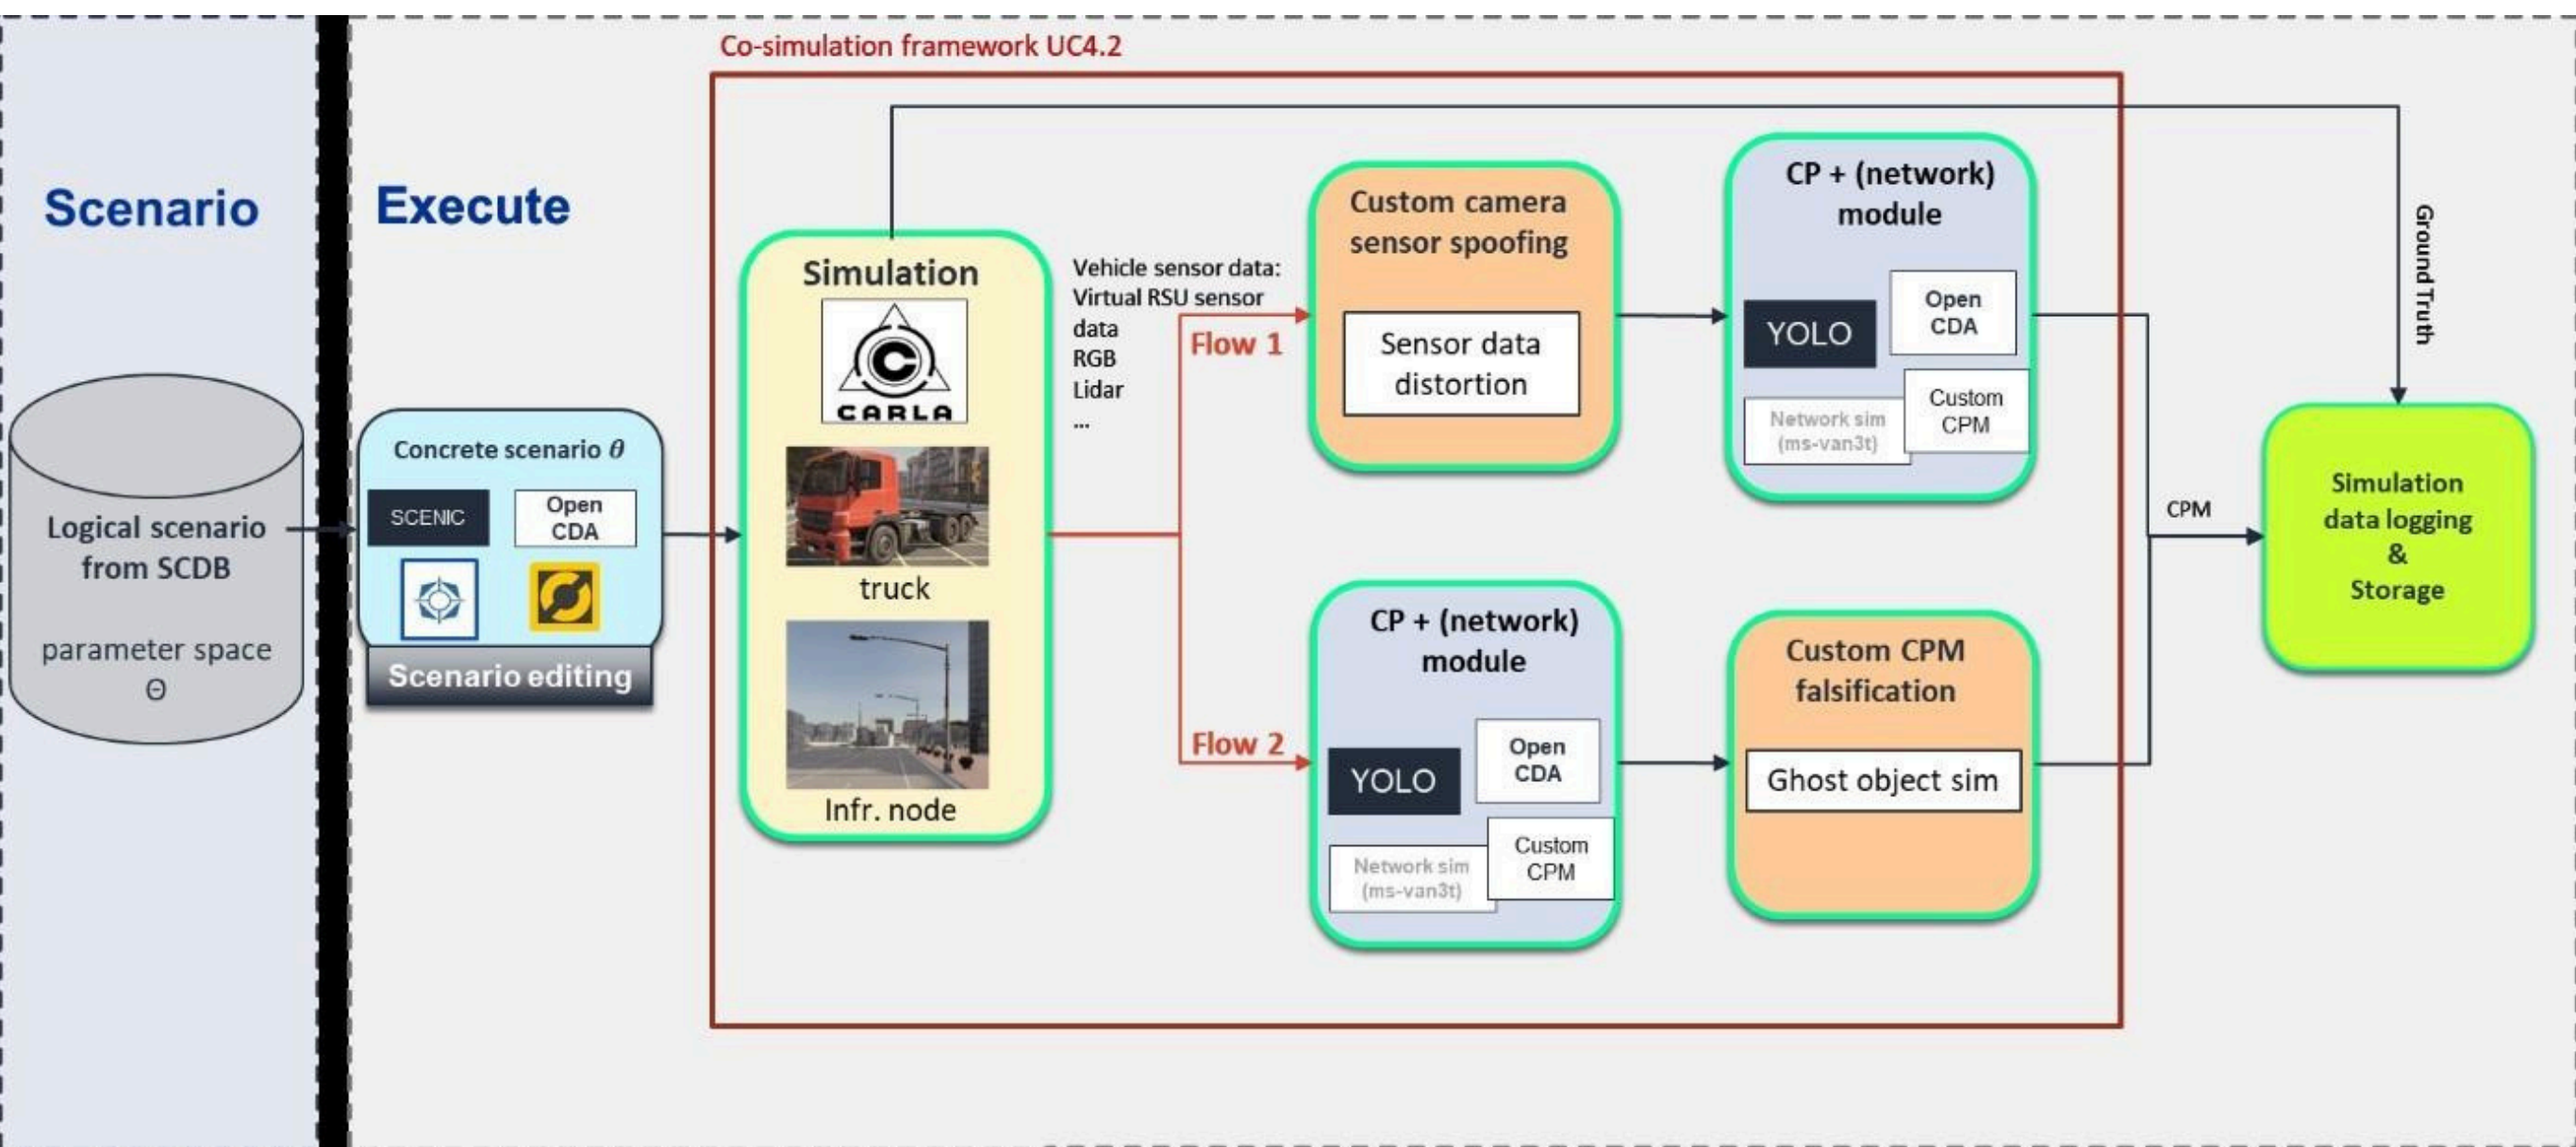 Co-simulation framework UC4.2
Scenario
Execute
Logical scenario
from SCDB
parameter space
Θ
Concrete scenario θ
SCENIC
Open
CDA
Scenario editing
Simulation
CARLA
truck
Infr. node
Vehicle sensor data:
Virtual RSU sensor
data
RGB
Lidar
...
Flow 1
Custom camera
sensor spoofing
Sensor data
distortion
CP + (network)
module
YOLO
Open
CDA
Network sim
(ms-van3t)
Custom
CPM
Flow 2
CP + (network)
module
YOLO
Open
CDA
Network sim
(ms-van3t)
Custom
CPM
Custom CPM
falsification
Ghost object sim
Ground Truth
CPM
Simulation
data logging
&
Storage